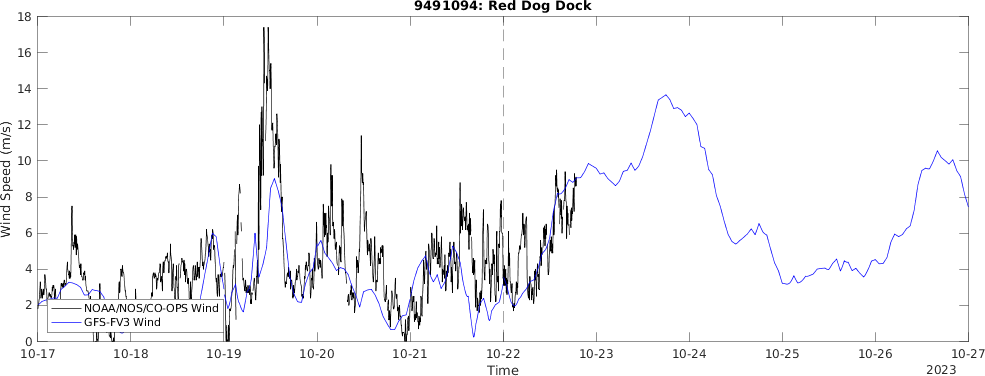 9491094: Red Dog Dock
18
16
14
12
10
8
6
4
2
0
Wind Speed (m/s)
NOAA/NOS/CO-OPS Wind
GFS-FV3 Wind
10-17 10-18 10-19 10-20 10-21 10-22 10-23 10-24 10-25 10-26 10-27
Time
2023